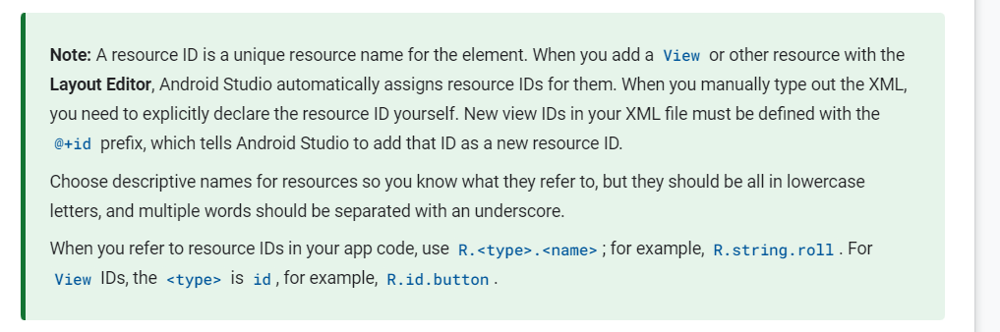 Note: A resource ID is a unique resource name for the element. When you add a View or other resource with the
Layout Editor, Android Studio automatically assigns resource IDs for them. When you manually type out the XML,
you need to explicitly declare the resource ID yourself. New view IDs in your XML file must be defined with the
@+id prefix, which tells Android Studio to add that ID as a new resource ID.
Choose descriptive names for resources so you know what they refer to, but they should be all in lowercase
letters, and multiple words should be separated with an underscore.
When you refer to resource IDs in your app code, use R.<type>.<name>; for example, R.string.roll. For
View IDs, the <type> is id, for example, R.id.button.